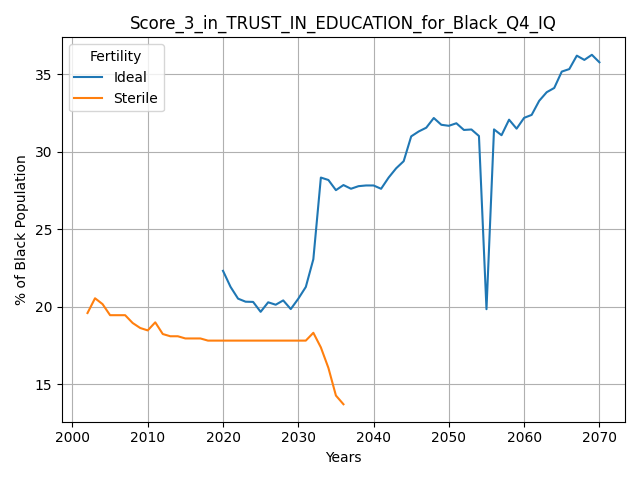 Score_3_in_TRUST_IN_EDUCATION_for_Black_Q4_IQ
Fertility
Ideal
Sterile
% of Black Population
35
30
25
20
15
2000 2010 2020 2030 2040 2050 2060 2070
Years